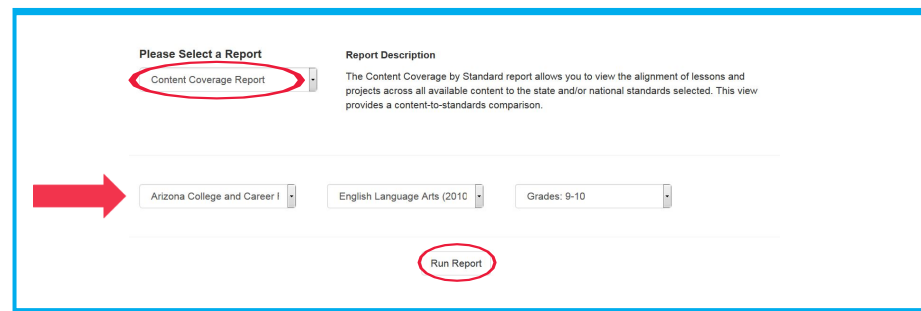 Please Select a Report
Content Coverage Report
Report Description
The Content Coverage by Standard report allows you to view the alignment of lessons and
projects across all available content to the state and/or national standards selected. This view
provides a content-to-standards comparison.
Arizona College and Career
English Language Arts (2010
Grades: 9-10
Run Report